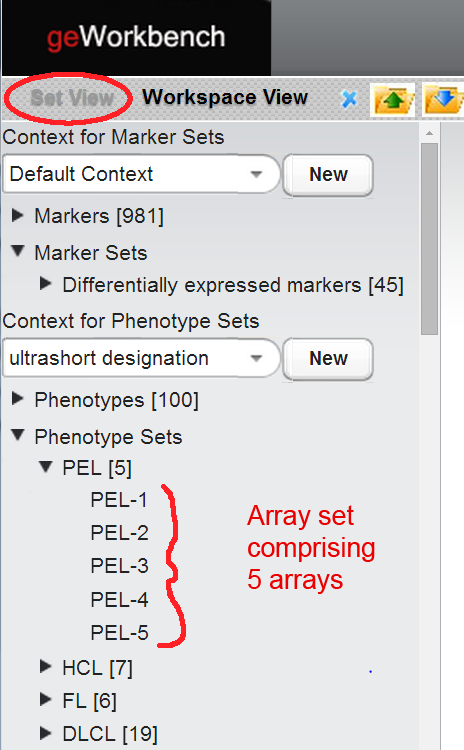 geWorkbench
Set View Workspace View
Context for Marker Sets
Default Context New
Markers [981]
Marker Sets
Differentially expressed markers [45]
Context for Phenotype Sets
ultrashort designation New
Phenotypes [100]
Phenotype Sets
PEL [5]
PEL-1
PEL-2
PEL-3
PEL-4
PEL-5
Array set
comprising
5 arrays
HCL [7]
FL [6]
DLCL [19]